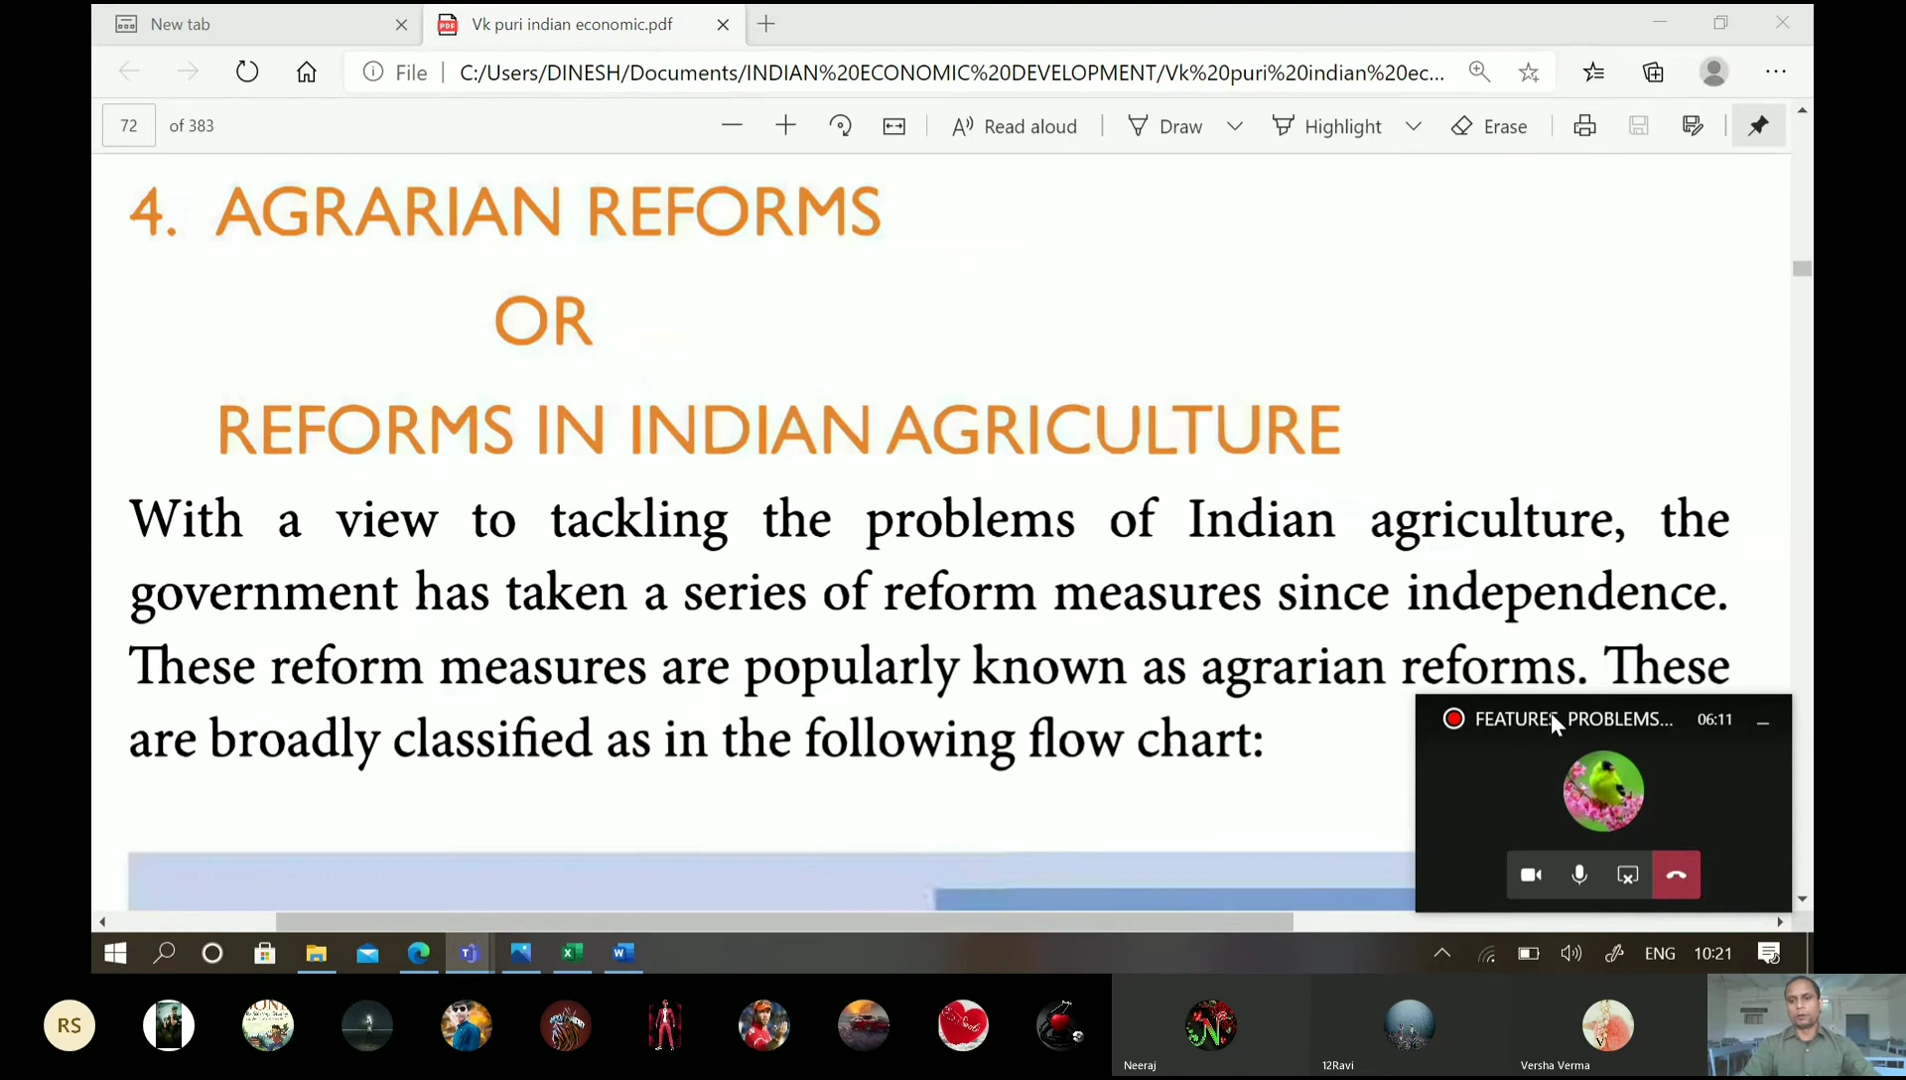 New tab
Vk puri indian economic.pdf
File
C:/Users/DINESH/Documents/INDIAN%20ECONOMIC%20DEVELOPMENT/Vk%20puri%20indian%20ec...
72 of 383
Read aloud
Draw
Highlight
Erase
4. AGRARIAN REFORMS
OR
REFORMS IN INDIAN AGRICULTURE
With a view to tackling the problems of Indian agriculture, the
government has taken a series of reform measures since independence.
These reform measures are popularly known as agrarian reforms. These
are broadly classified as in the following flow chart:
FEATURES, PROBLEMS... 06:11
ENG 10:21
RS
Neeraj
12Ravi
Versha Verma